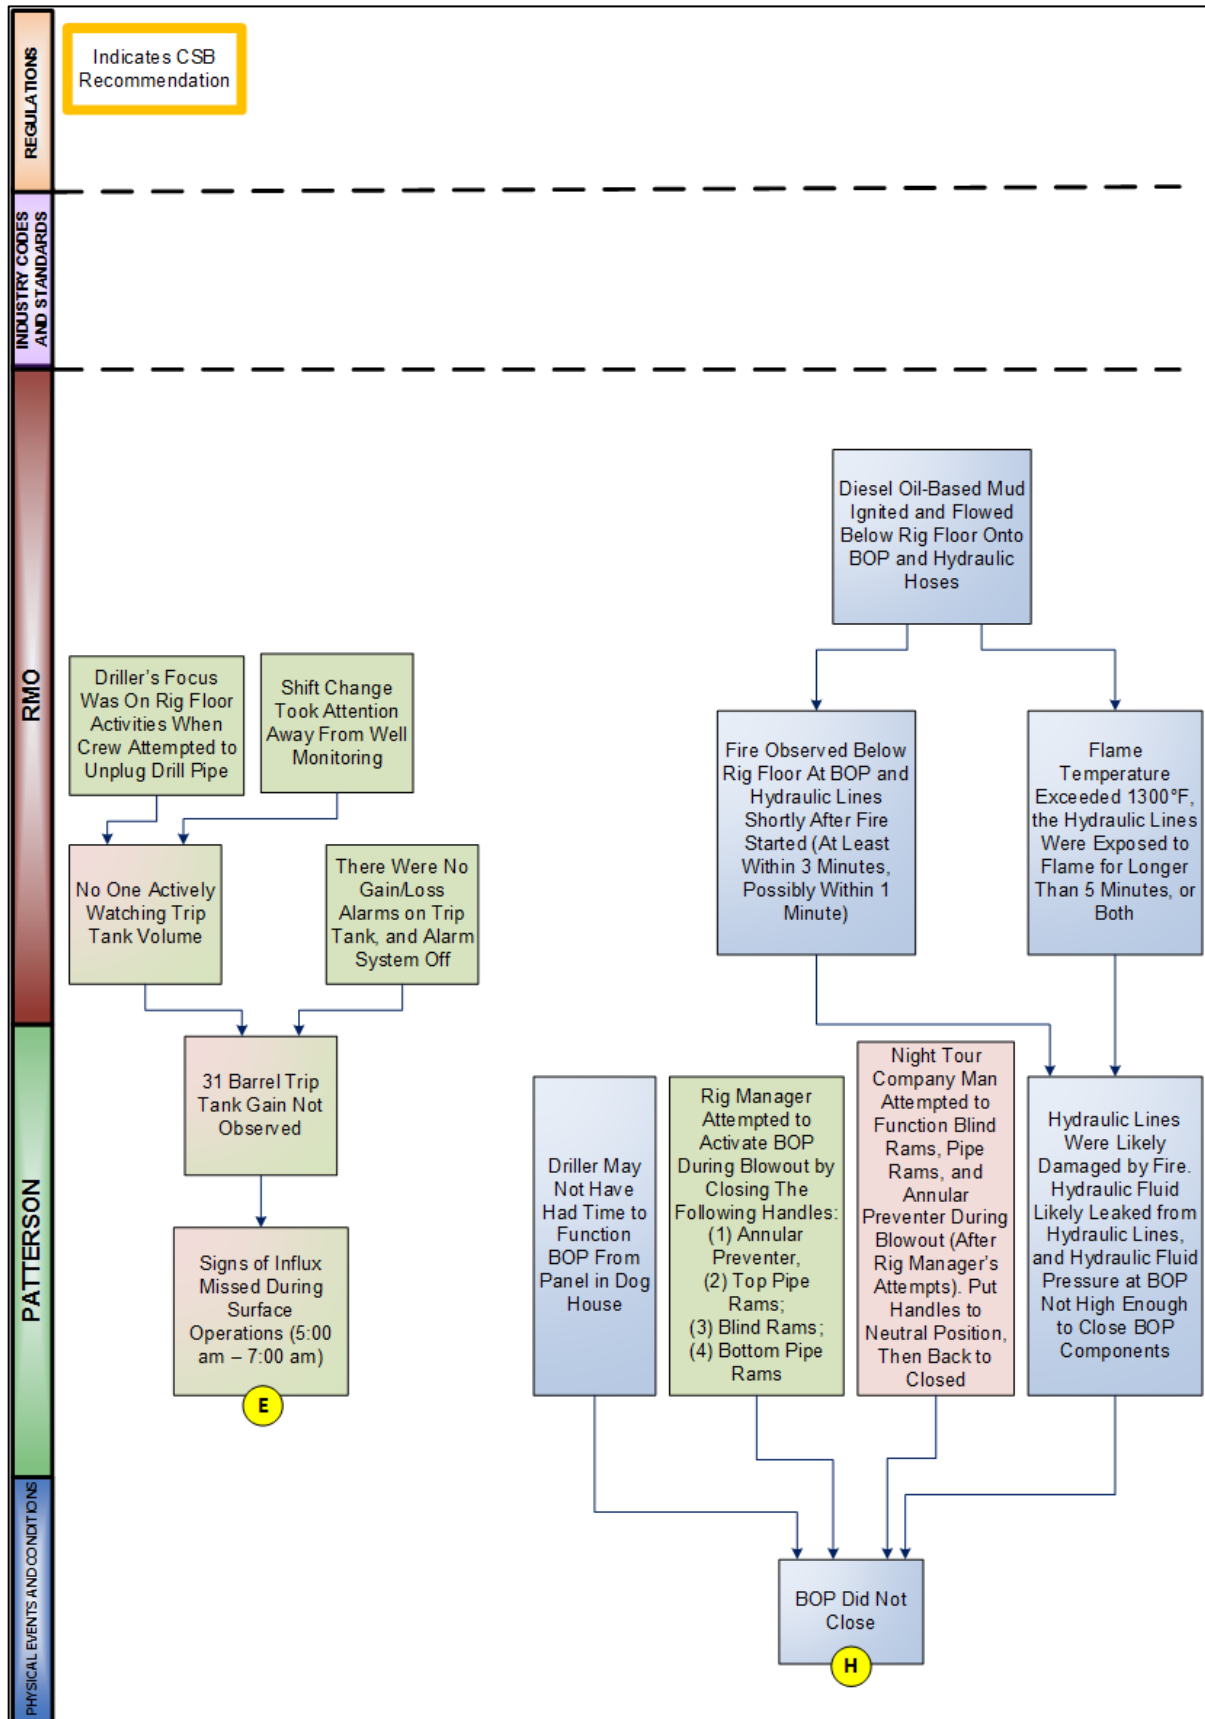 REGULATIONS
Indicates CSB
Recommendation
INDUSTRY CODES
AND STANDARDS
RMO
Diesel Oil-Based Mud
Ignited and Flowed
Below Rig Floor Onto
BOP and Hydraulic
Hoses
Driller's Focus
Was On Rig Floor
Activities When
Crew Attempted to
Unplug Drill Pipe
Shift Change
Took Attention
Away From Well
Monitoring
Fire Observed Below
Rig Floor At BOP and
Hydraulic Lines
Shortly After Fire
Started (At Least
Within 3 Minutes,
Possibly Within 1
Minute)
Flame
Temperature
Exceeded 1300°F,
the Hydraulic Lines
Were Exposed to
Flame for Longer
Than 5 Minutes, or
Both
No One Actively
Watching Trip
Tank Volume
There Were No
Gain/Loss
Alarms on Trip
Tank, and Alarm
System Off
PATTERSON
31 Barrel Trip
Tank Gain Not
Observed
Signs of Influx
Missed During
Surface
Operations (5:00
am – 7:00 am)
E
Driller May
Not Have
Had Time to
Function
BOP From
Panel in Dog
House
Rig Manager
Attempted to
Activate BOP
During Blowout by
Closing The
Following Handles:
(1) Annular
Preventer,
(2) Top Pipe
Rams;
(3) Blind Rams;
(4) Bottom Pipe
Rams
Night Tour
Company Man
Attempted to
Function Blind
Rams, Pipe
Rams, and
Annular
Preventer During
Blowout (After
Rig Manager's
Attempts). Put
Handles to
Neutral Position,
Then Back to
Closed
Hydraulic Lines
Were Likely
Damaged by Fire.
Hydraulic Fluid
Likely Leaked from
Hydraulic Lines,
and Hydraulic Fluid
Pressure at BOP
Not High Enough
to Close BOP
Components
PHYSICAL EVENTS AND CONDITIONS
BOP Did Not
Close
H